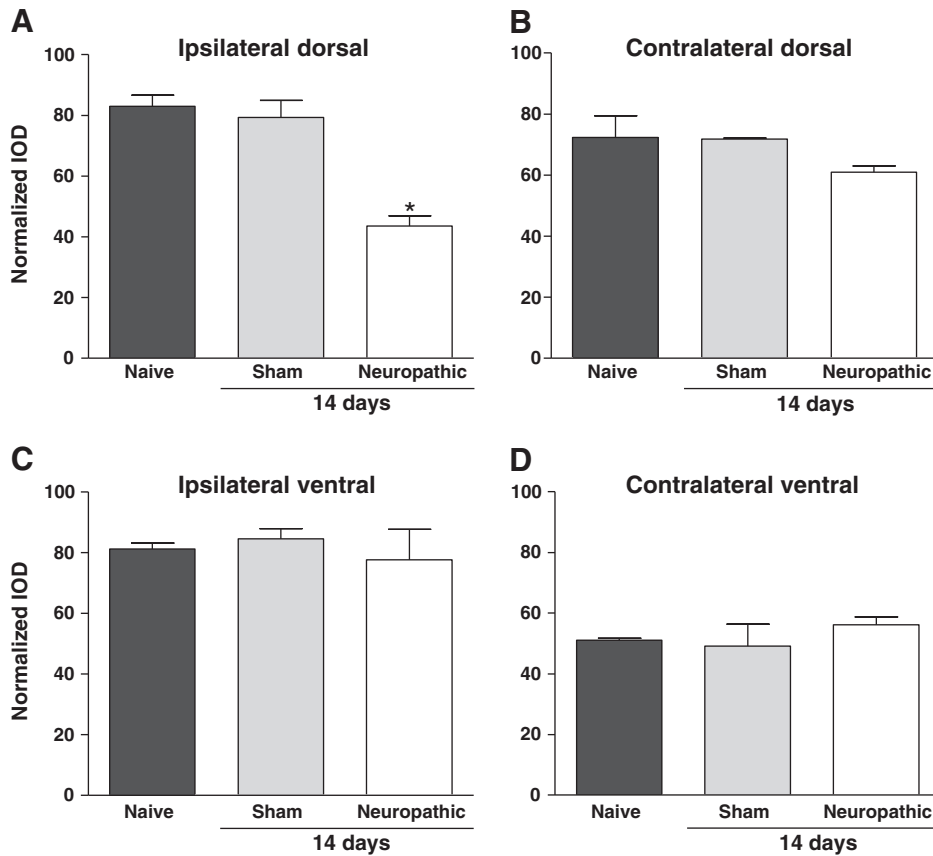 A
Ipsilateral dorsal
Normalized IOD
100
80
60
40
20
0
*
Naive Sham Neuropathic
14 days
B
Contralateral dorsal
100
80
60
40
20
0
Naive Sham Neuropathic
14 days
C
Ipsilateral ventral
Normalized IOD
100
80
60
40
20
0
Naive Sham Neuropathic
14 days
D
Contralateral ventral
100
80
60
40
20
0
Naive Sham Neuropathic
14 days